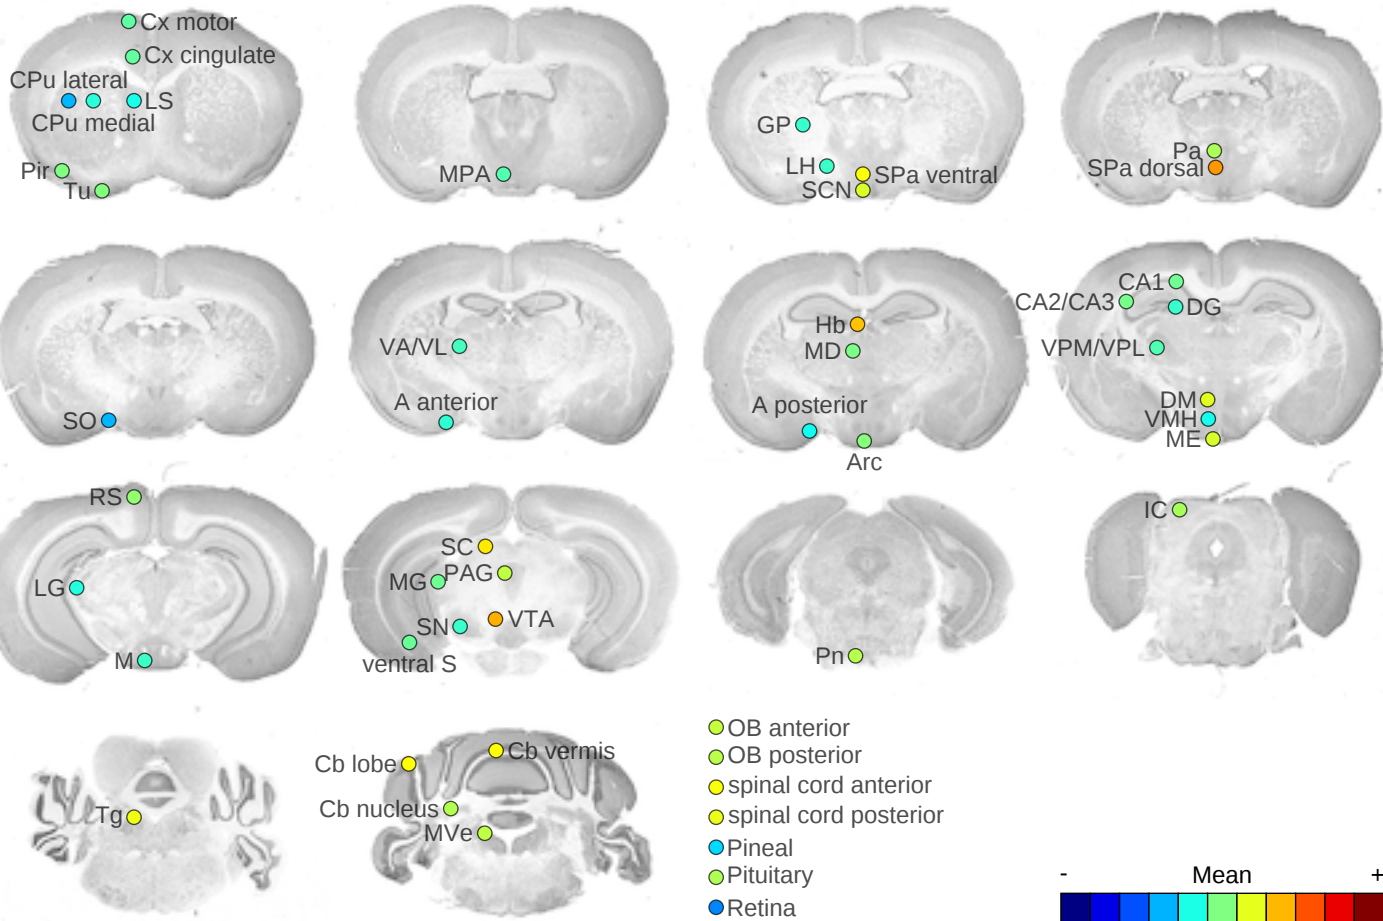 Cx motor
Cx cingulate
CPu lateral
LS
CPu medial
Pir
Tu
MPA
GP
LH
SPa ventral
SCN
Pa
SPa dorsal
SO
VA/VL
A anterior
Hb
MD
A posterior
Arc
CA1
CA2/CA3
DG
VPM/VPL
DM
VMH
ME
RS
LG
M
SC
PAG
MG
SN
VTA
ventral S
Pn
IC
Tg
Cb lobe
Cb vermis
Cb nucleus
MVe
OB anterior
OB posterior
spinal cord anterior
spinal cord posterior
Pineal
Pituitary
Retina
- Mean +